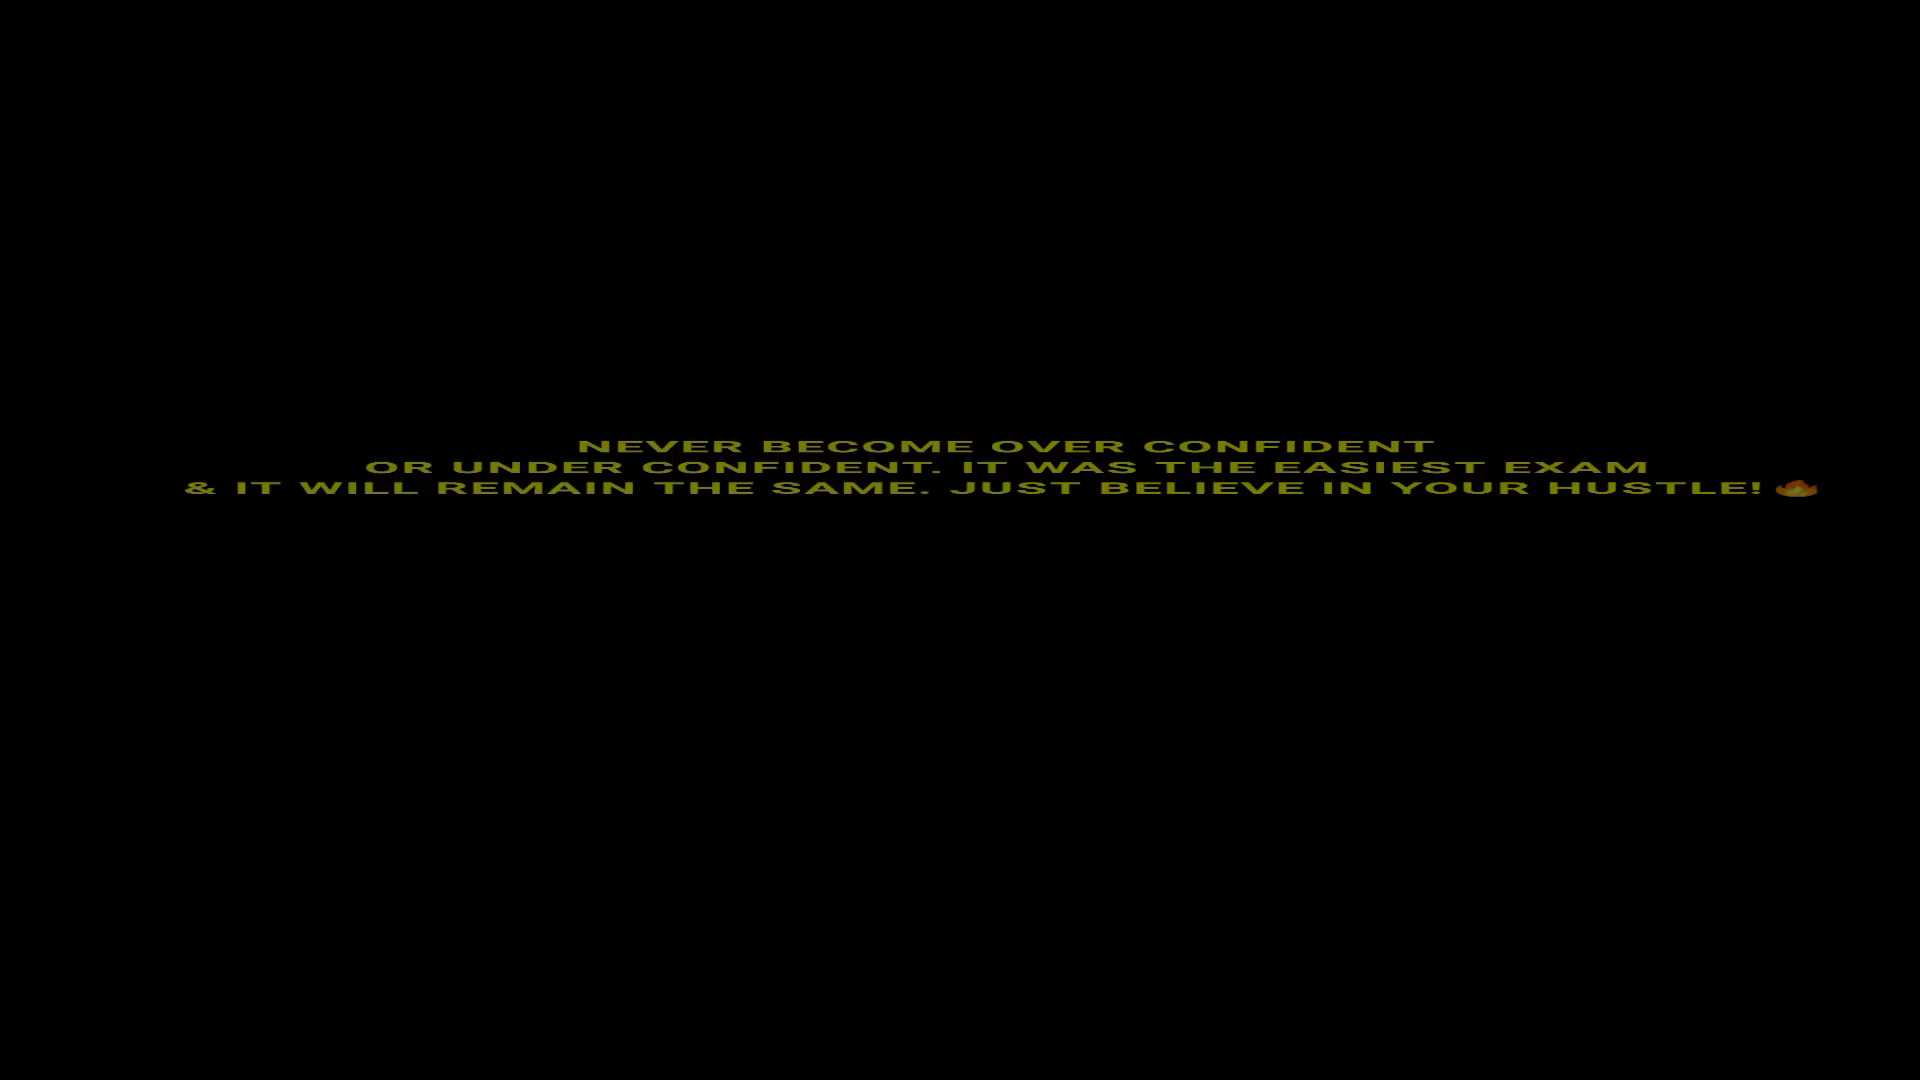 NEVER BECOME OVER CONFIDENT
OR UNDER CONFIDENT. IT WAS THE EASIEST EXAM
& IT WILL REMAIN THE SAME. JUST BELIEVE IN YOUR HUSTLE! 🔥